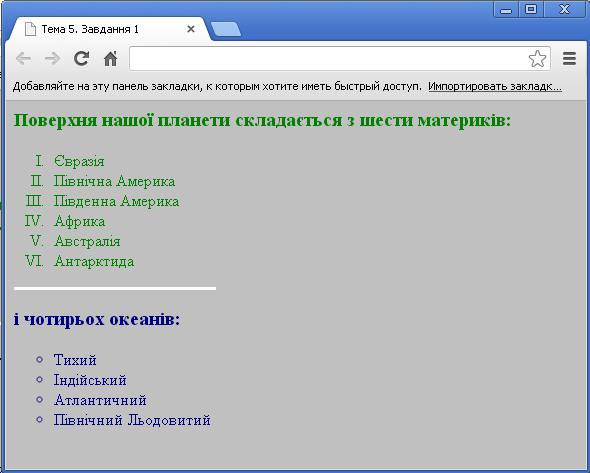 Тема 5. Завдання 1
Добавляйте на эту панель закладки, к которым хотите иметь быстрый доступ. Импортировать закладк...
Поверхня нашої планети складається з шести материків:
I. Євразія
II. Північна Америка
III. Південна Америка
IV. Африка
V. Австралія
VI. Антарктида
і чотирьох океанів:
Тихий
Індійський
Атлантичний
Північний Льодовитий